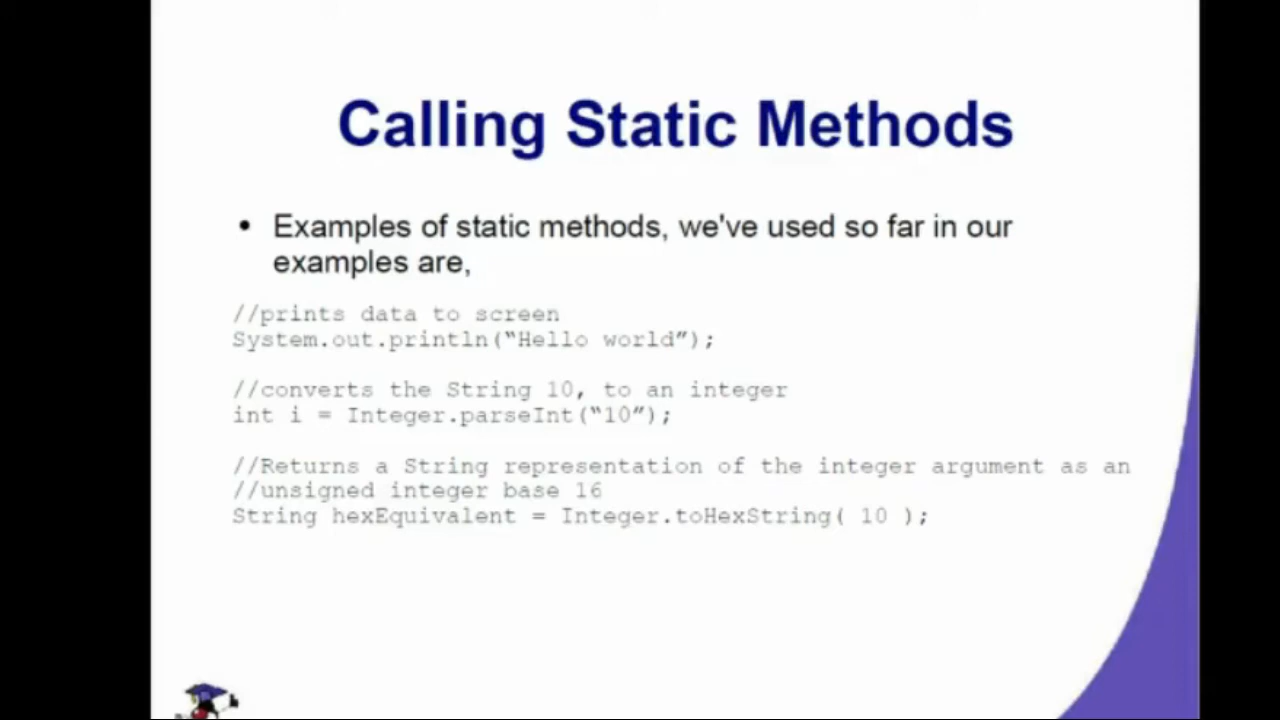 Calling Static Methods
• Examples of static methods, we've used so far in our
examples are,
//prints data to screen
System.out.println(“Hello world”);
//converts the String 10, to an integer
int i = Integer.parseInt(“10”);
//Returns a String representation of the integer argument as an
//unsigned integer base 16
String hexEquivalent = Integer.toHexString( 10 );